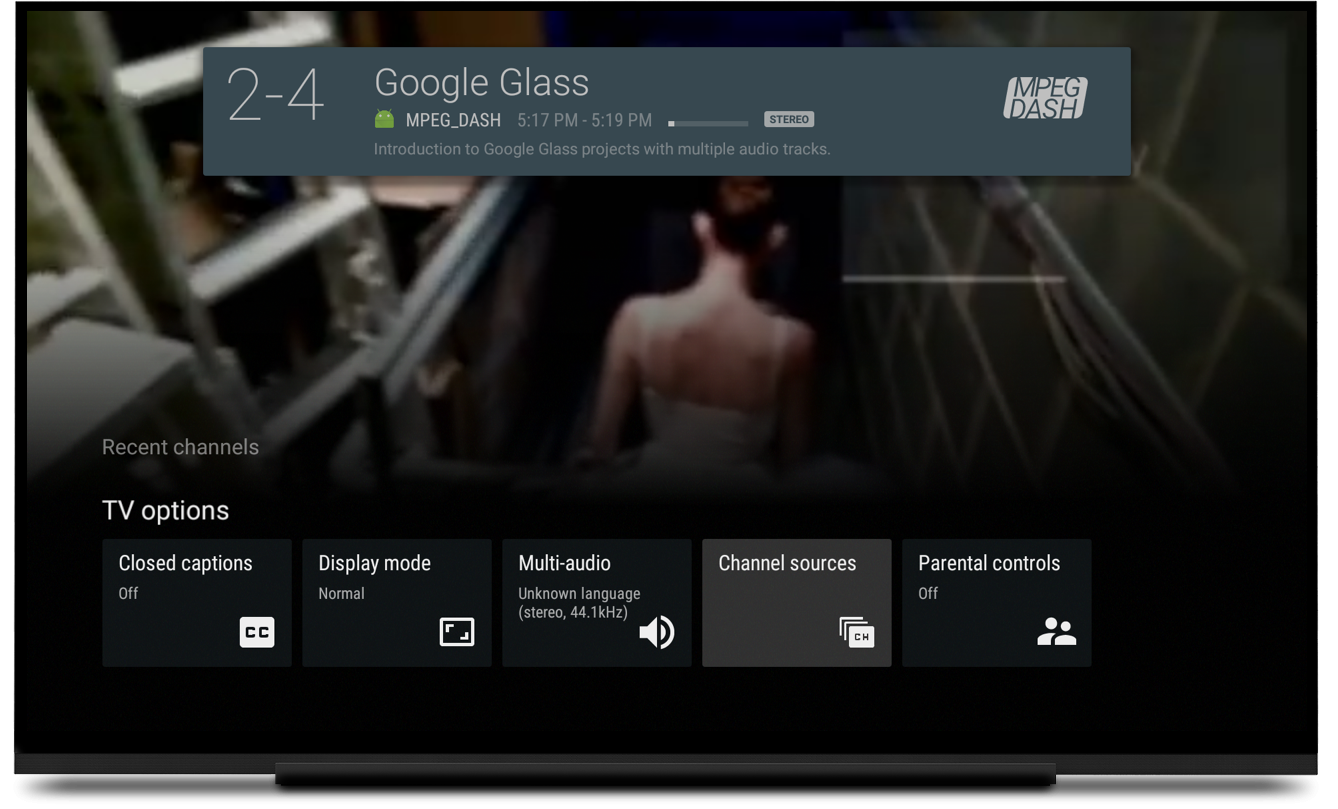 2-4
Google Glass
MPEG_DASH 5:17 PM - 5:19 PM STEREO
Introduction to Google Glass projects with multiple audio tracks.
MPEG
DASH
Recent channels
TV options
Closed captions
Off
CC
Display mode
Normal
Multi-audio
Unknown language
(stereo, 44.1kHz)
Channel sources
CH
Parental controls
Off